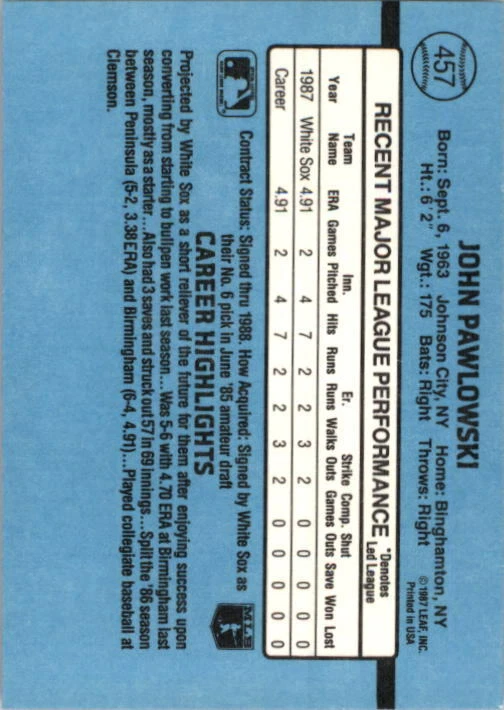 457
JOHN PAWLOWSKI
Born: Sept. 6, 1963 Johnson City, NY Home: Binghamton, NY
Ht.: 6' 2" Wgt.: 175 Bats: Right Throws: Right
© 1987 LEAF, INC.
Printed in USA
RECENT MAJOR LEAGUE PERFORMANCE *Denotes
Led League
Team Inn. Er. Strike Comp. Shut
Year Name ERA Games Pitched Hits Runs Runs Walks Outs Games Outs Save Won Lost
1987 White Sox 4.91 2 4 7 2 2 3 2 0 0 0 0 0
Career 4.91 2 4 7 2 2 3 2 0 0 0 0 0
Contract Status: Signed thru 1988. How Acquired: Signed by White Sox as
their No. 6 pick in June '85 amateur draft
MLB
CAREER HIGHLIGHTS
Projected by White Sox as a short reliever of the future for them after enjoying success upon
converting from starting to bullpen work last season... Was 5-6 with 4.70 ERA at Birmingham last
season, mostly as a starter...Also had 3 saves and struck out 57 in 69 innings...Split the '86 season
between Peninsula (5-2, 3.38 ERA) and Birmingham (6-4, 4.91)...Played collegiate baseball at
Clemson.